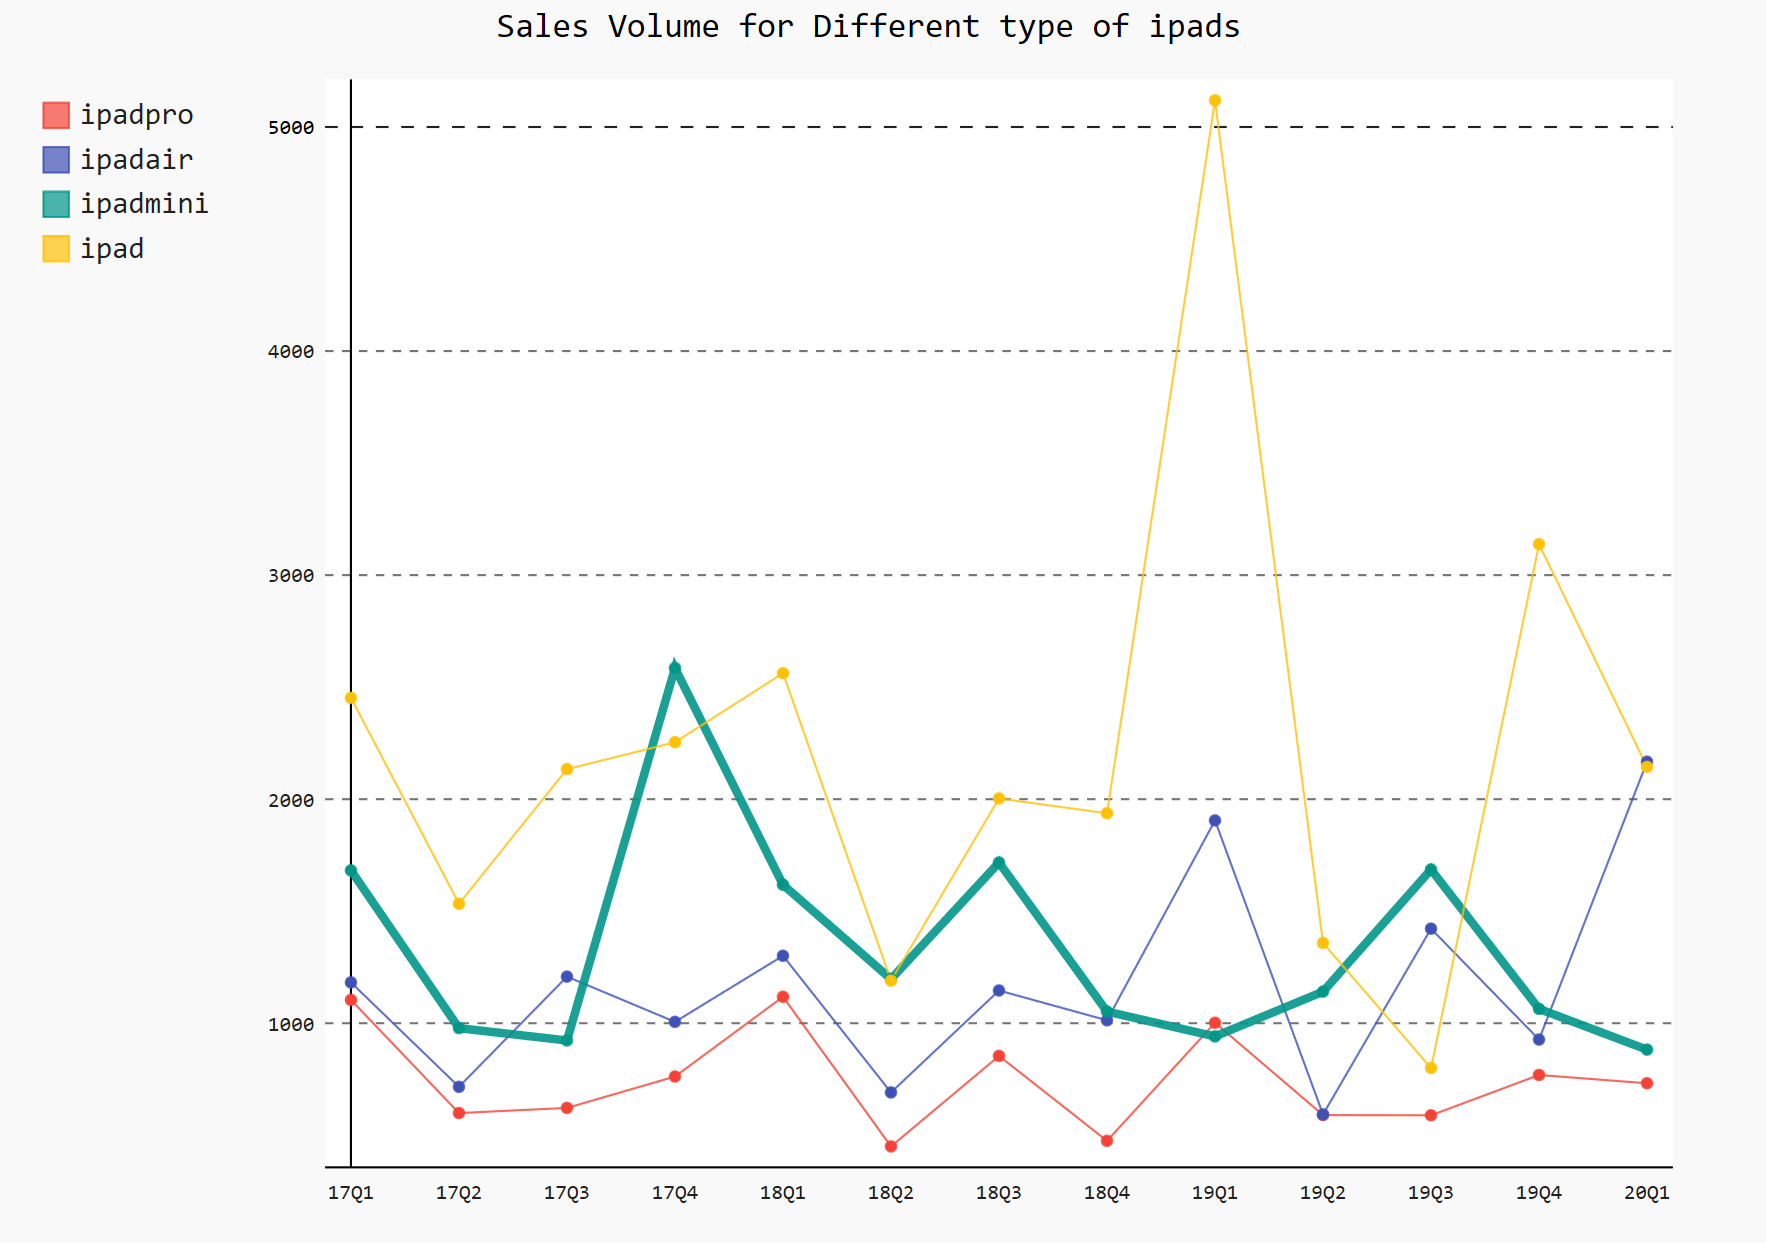 Sales Volume for Different type of ipads
ipadpro
ipadair
ipadmini
ipad
5000
4000
3000
2000
1000
17Q1 17Q2 17Q3 17Q4 18Q1 18Q2 18Q3 18Q4 19Q1 19Q2 19Q3 19Q4 20Q1